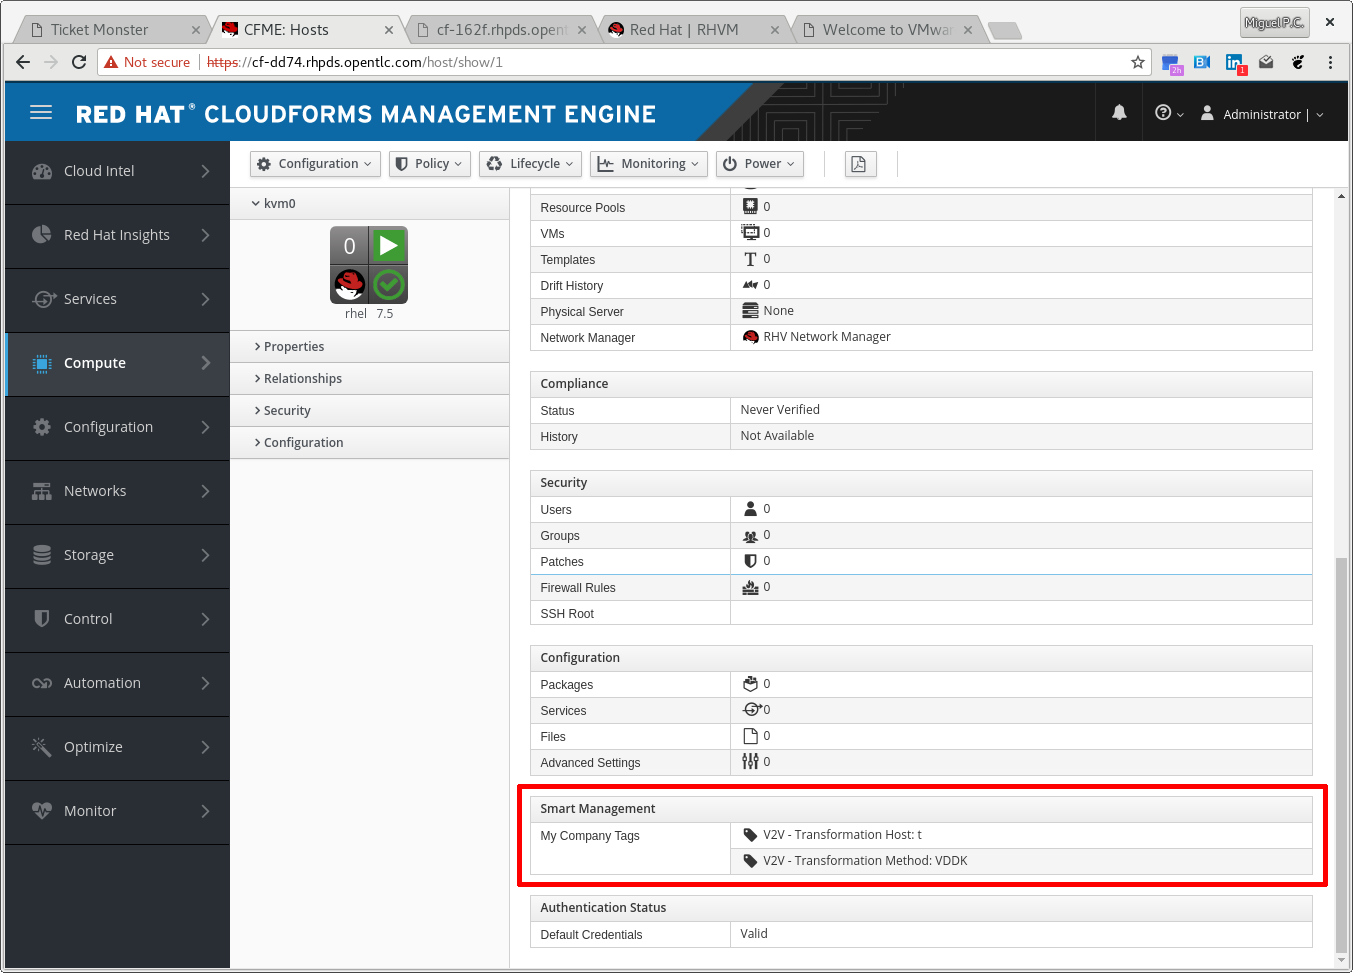 Ticket Monster
CFME: Hosts
cf-162f.rhpds.opent
Red Hat | RHVM
Welcome to VMwar
Miguel P.C.
Not secure https://cf-dd74.rhpds.opentlc.com/host/show/1
2h
1
RED HAT® CLOUDFORMS MANAGEMENT ENGINE
Administrator |
Cloud Intel
Red Hat Insights
Services
Compute
Configuration
Networks
Storage
Control
Automation
Optimize
Monitor
Configuration Policy Lifecycle Monitoring Power
kvm0
0
rhel 7.5
Properties
Relationships
Security
Configuration
Resource Pools 0
VMs 0
Templates 0
Drift History 0
Physical Server None
Network Manager RHV Network Manager
Compliance
Status Never Verified
History Not Available
Security
Users 0
Groups 0
Patches 0
Firewall Rules 0
SSH Root
Configuration
Packages 0
Services 0
Files 0
Advanced Settings 0
Smart Management
My Company Tags V2V - Transformation Host: t
V2V - Transformation Method: VDDK
Authentication Status
Default Credentials Valid